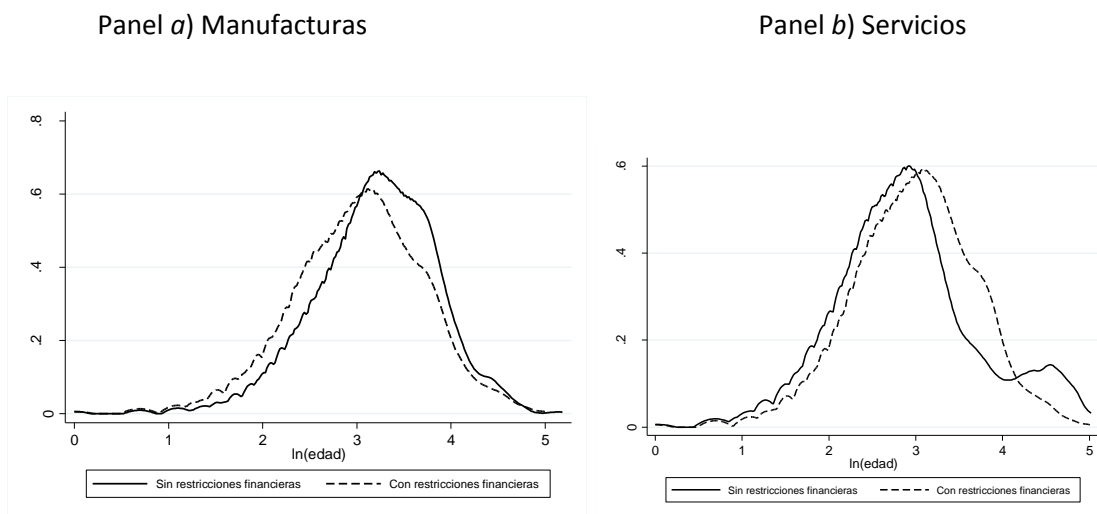 Panel a) Manufacturas
Panel b) Servicios
.8
.6
.4
.2
0
0 1 2 3 4 5
ln(edad)
Sin restricciones financieras Con restricciones financieras
.6
.4
.2
0
0 1 2 3 4 5
ln(edad)
Sin restricciones financieras Con restricciones financieras